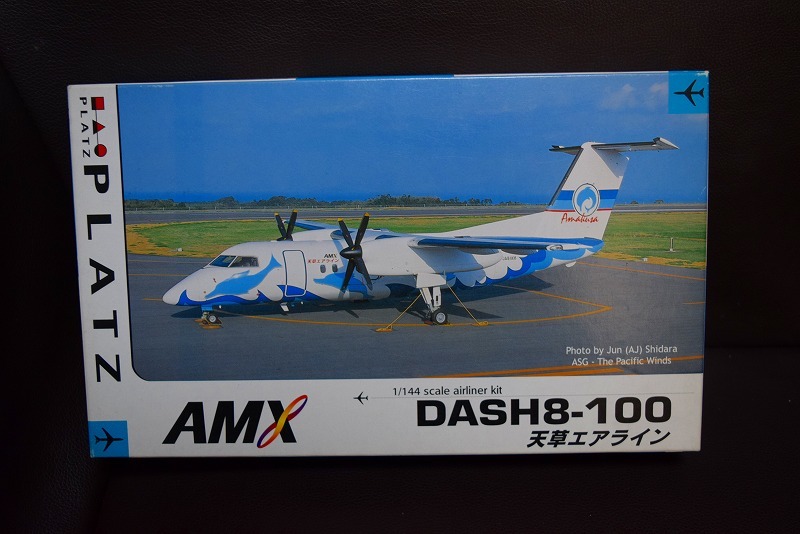 PLATZ
PLATZ
AMX
天草エアライン
Amakusa
Photo by Jun (AJ) Shidara
ASG - The Pacific Winds
1/144 scale airliner kit
AMX
DASH8-100
天草エアライン